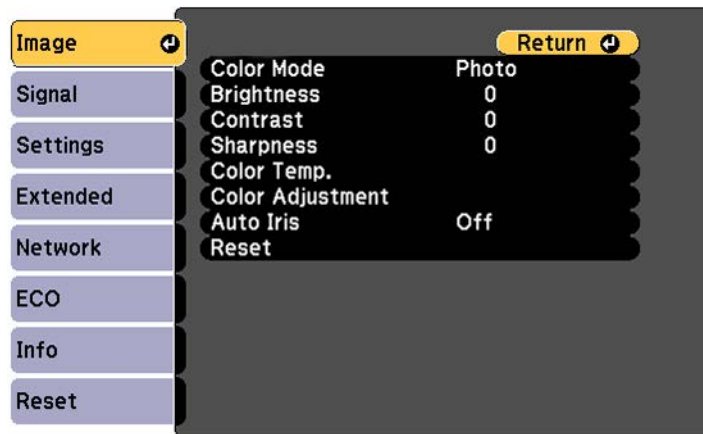 Image
Signal
Settings
Extended
Network
ECO
Info
Reset
Return
Color Mode Photo
Brightness 0
Contrast 0
Sharpness 0
Color Temp.
Color Adjustment
Auto Iris Off
Reset